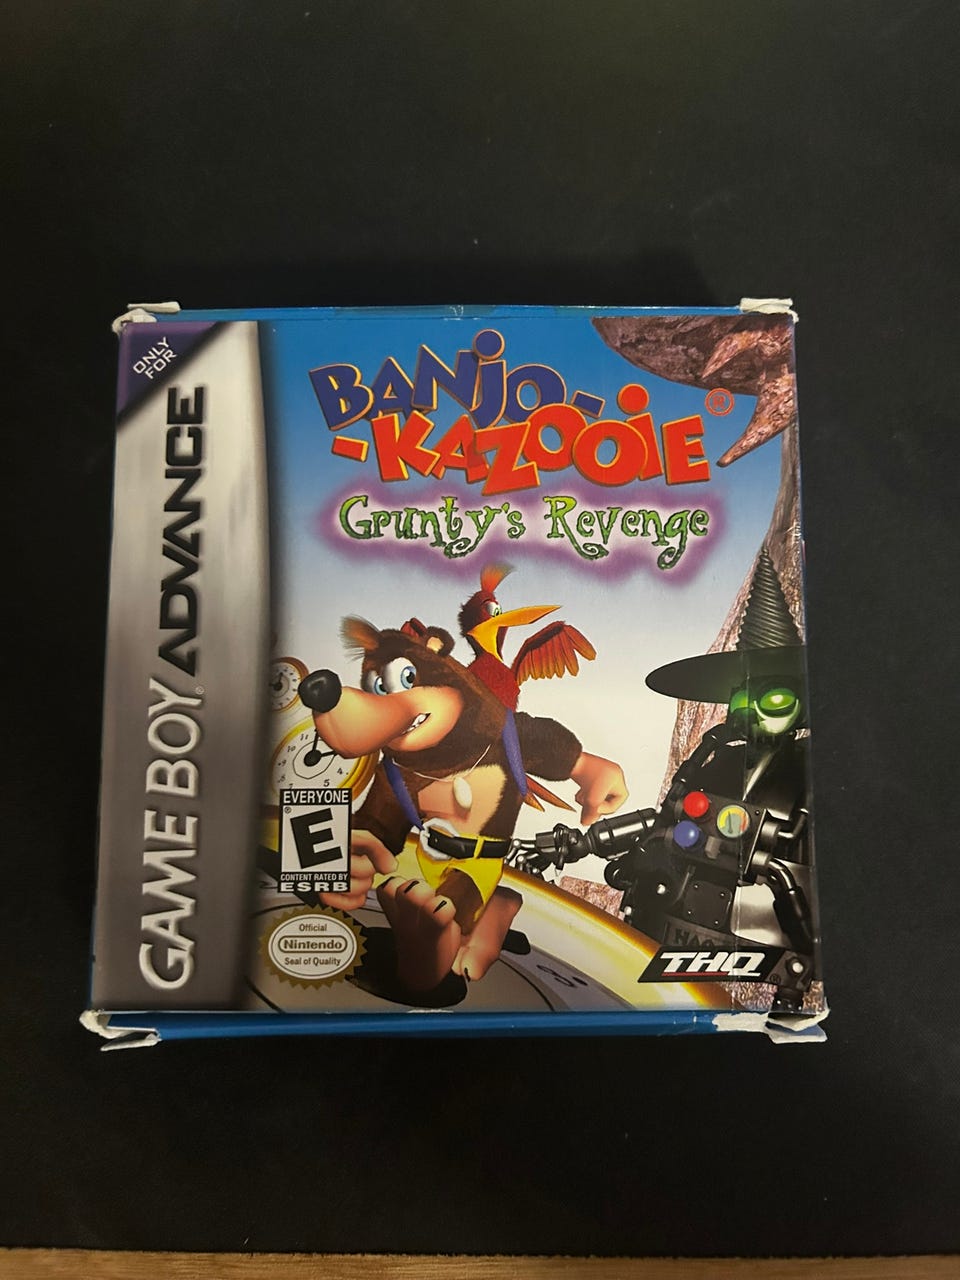 ONLY
FOR
GAME BOY ADVANCE
BANJO-
-KAZOOIE®
Grunty's Revenge
EVERYONE
E
CONTENT RATED BY
ESRB
Official
Nintendo
Seal of Quality
THQ